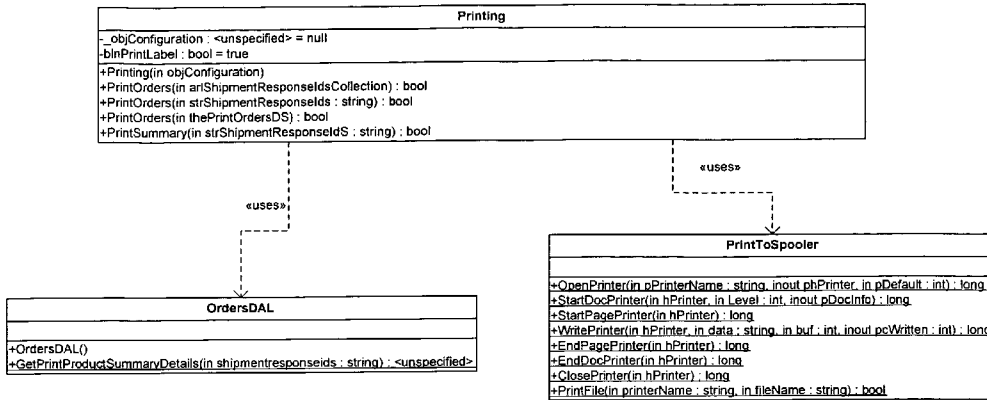 Printing
-_objConfiguration : <unspecified> = null
-blnPrintLabel : bool = true
+Printing(in objConfiguration)
+PrintOrders(in arlShipmentResponseIdsCollection) : bool
+PrintOrders(in strShipmentResponseIds : string) : bool
+PrintOrders(in thePrintOrdersDS) : bool
+PrintSummary(in strShipmentResponseIdS : string) : bool
«uses»
«uses»
PrintToSpooler
+OpenPrinter(in pPrinterName : string, inout phPrinter, in pDefault : int) : long
+StartDocPrinter(in hPrinter, in Level : int, inout pDocInfo) : long
+StartPagePrinter(in hPrinter) : long
+WritePrinter(in hPrinter, in data : string, in buf : int, inout pcWritten : int) : long
+EndPagePrinter(in hPrinter) : long
+EndDocPrinter(in hPrinter) : long
+ClosePrinter(in hPrinter) : long
+PrintFile(in printerName : string, in fileName : string) : bool
OrdersDAL
+OrdersDAL()
+GetPrintProductSummaryDetails(in shipmentresponseids : string) : <unspecified>